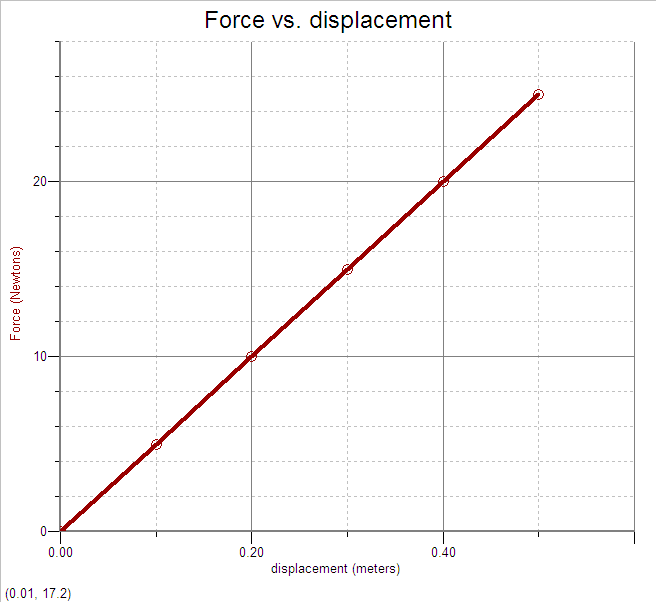 Force vs. displacement
20
10
0
Force (Newtons)
0.00 0.20 0.40
displacement (meters)
(0.01, 17.2)